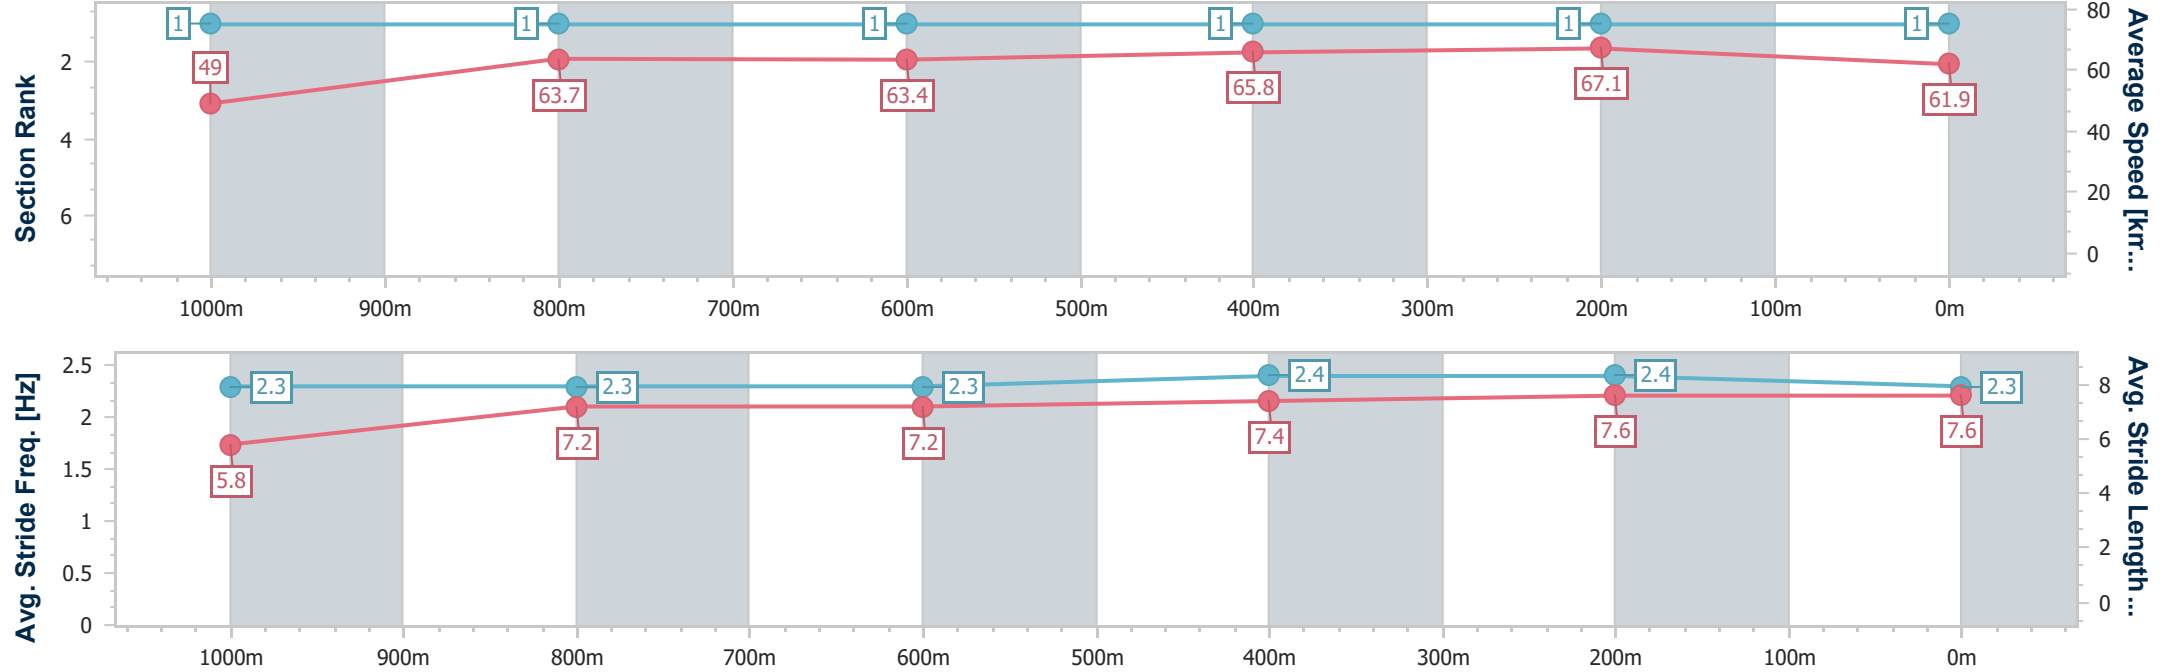 Section Rank
2
4
6
1
1
1
1
1
1
49
63.7
63.4
65.8
67.1
61.9
80
60
40
20
0
Average Speed [km...
1000m
900m
800m
700m
600m
500m
400m
300m
200m
100m
0m
Avg. Stride Freq. [Hz]
2.5
2
1.5
1
0.5
0
2.3
2.3
2.3
2.4
2.4
2.3
5.8
7.2
7.2
7.4
7.6
7.6
8
6
4
2
0
Avg. Stride Length ...
1000m
900m
800m
700m
600m
500m
400m
300m
200m
100m
0m